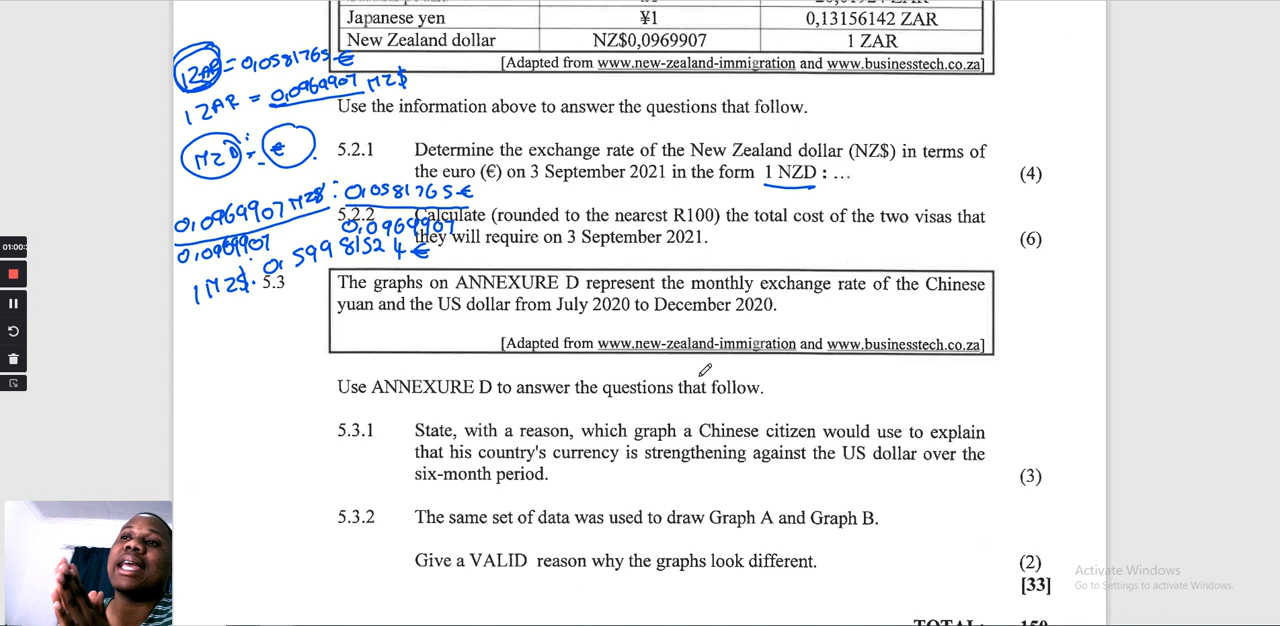 Japanese yen ¥1 0,13156142 ZAR
New Zealand dollar NZ$0,0969907 1 ZAR
[Adapted from www.new-zealand-immigration and www.businesstech.co.za]
1ZAR = 0,0581765 €
1ZAR = 0,0969907 NZ$
NZD : €
0,0969907 NZ$ : 0,0581765 €
0,0969907 0,0969907
1 NZ$ : 0,59981524 €
Use the information above to answer the questions that follow.
5.2.1 Determine the exchange rate of the New Zealand dollar (NZ$) in terms of
the euro (€) on 3 September 2021 in the form 1 NZD : … (4)
5.2.2 Calculate (rounded to the nearest R100) the total cost of the two visas that
they will require on 3 September 2021. (6)
5.3 The graphs on ANNEXURE D represent the monthly exchange rate of the Chinese
yuan and the US dollar from July 2020 to December 2020.
[Adapted from www.new-zealand-immigration and www.businesstech.co.za]
Use ANNEXURE D to answer the questions that follow.
5.3.1 State, with a reason, which graph a Chinese citizen would use to explain
that his country's currency is strengthening against the US dollar over the
six-month period. (3)
5.3.2 The same set of data was used to draw Graph A and Graph B.
Give a VALID reason why the graphs look different. (2)
[33]
TOTAL: 150
01:00:
Activate Windows
Go to Settings to activate Windows.